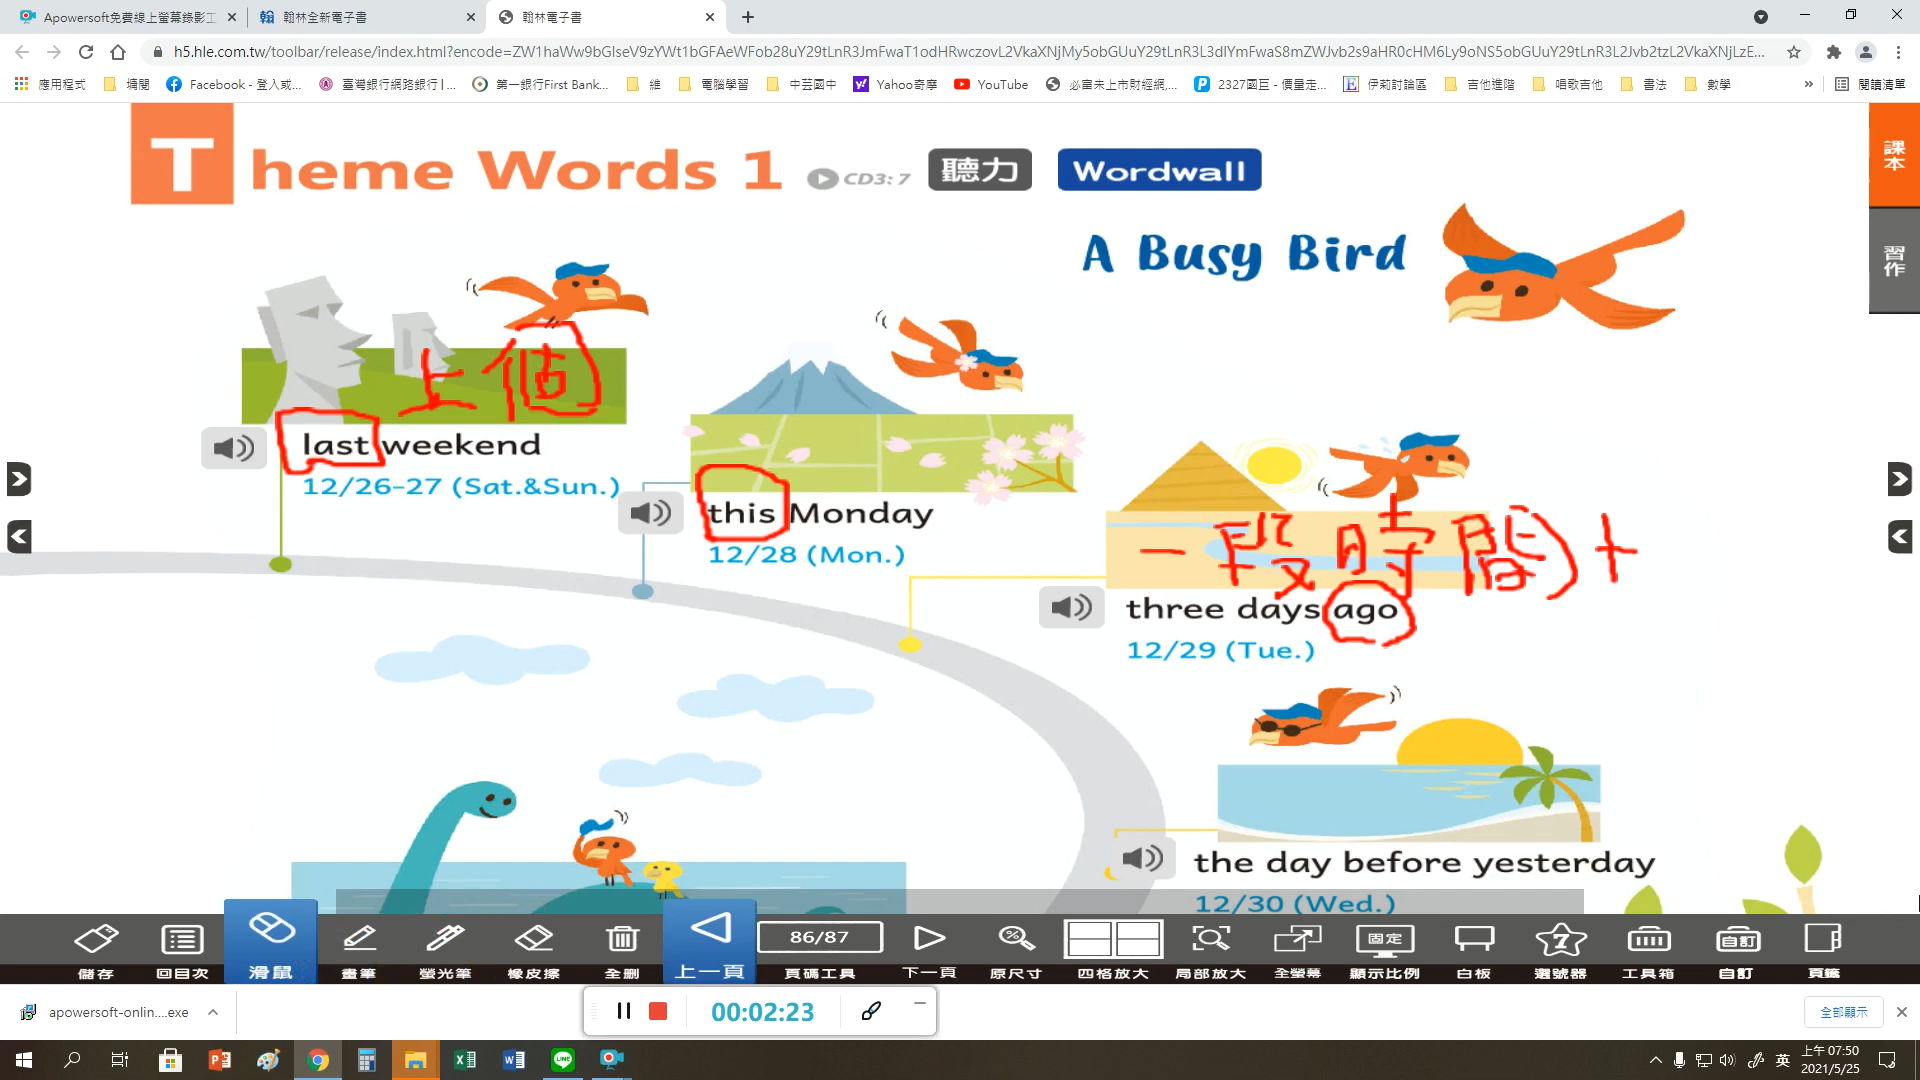 Apowersoft免費線上螢幕錄影工
翰林全新電子書
翰林電子書
h5.hle.com.tw/toolbar/release/index.html?encode=ZW1haWw9bGlseV9zYWt1bGFAeWFob28uY29tLnR3JmFwaT1odHRwczovL2VkaXNjMy5obGUuY29tLnR3L3dlYmFwaS8mZWJvb2s9aHR0cHM6Ly9oNS5obGUuY29tLnR3L2Jvb2tzL2VkaXNjLzE...
應用程式
Facebook - 登入或...
臺灣銀行網路銀行 | ...
第一銀行First Bank...
維
電腦學習
中芸國中
Yahoo奇摩
YouTube
必富未上市財經網,...
2327國巨 - 價量走...
伊莉討論區
吉他進階
唱歌吉他
書法
數學
»
閱讀清單
Theme Words 1
CD3: 7
聽力
Wordwall
課本
習作
A Busy Bird
上個
last weekend
12/26-27 (Sat.&Sun.)
this Monday
12/28 (Mon.)
一段時間+
three days ago
12/29 (Tue.)
the day before yesterday
12/30 (Wed.)
86/87
固定
7
自訂
儲存
回目次
滑鼠
畫筆
螢光筆
橡皮擦
全刪
上一頁
頁碼工具
下一頁
原尺寸
四格放大
局部放大
全螢幕
顯示比例
白板
選號器
工具箱
自訂
頁籤
apowersoft-onlin....exe
00:02:23
全部顯示
英
上午 07:50
2021/5/25